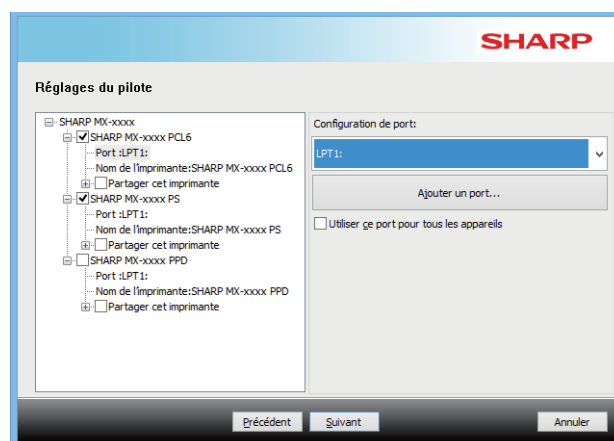 SHARP
Réglages du pilote
SHARP MX-xxxx
SHARP MX-xxxx PCL6
Port :LPT1:
Nom de l'imprimante:SHARP MX-xxxx PCL6
Partager cet imprimante
SHARP MX-xxxx PS
Port :LPT1:
Nom de l'imprimante:SHARP MX-xxxx PS
Partager cet imprimante
SHARP MX-xxxx PPD
Port :LPT1:
Nom de l'imprimante:SHARP MX-xxxx PPD
Partager cet imprimante
Configuration de port:
LPT1:
Ajouter un port...
Utiliser ce port pour tous les appareils
Précédent
Suivant
Annuler